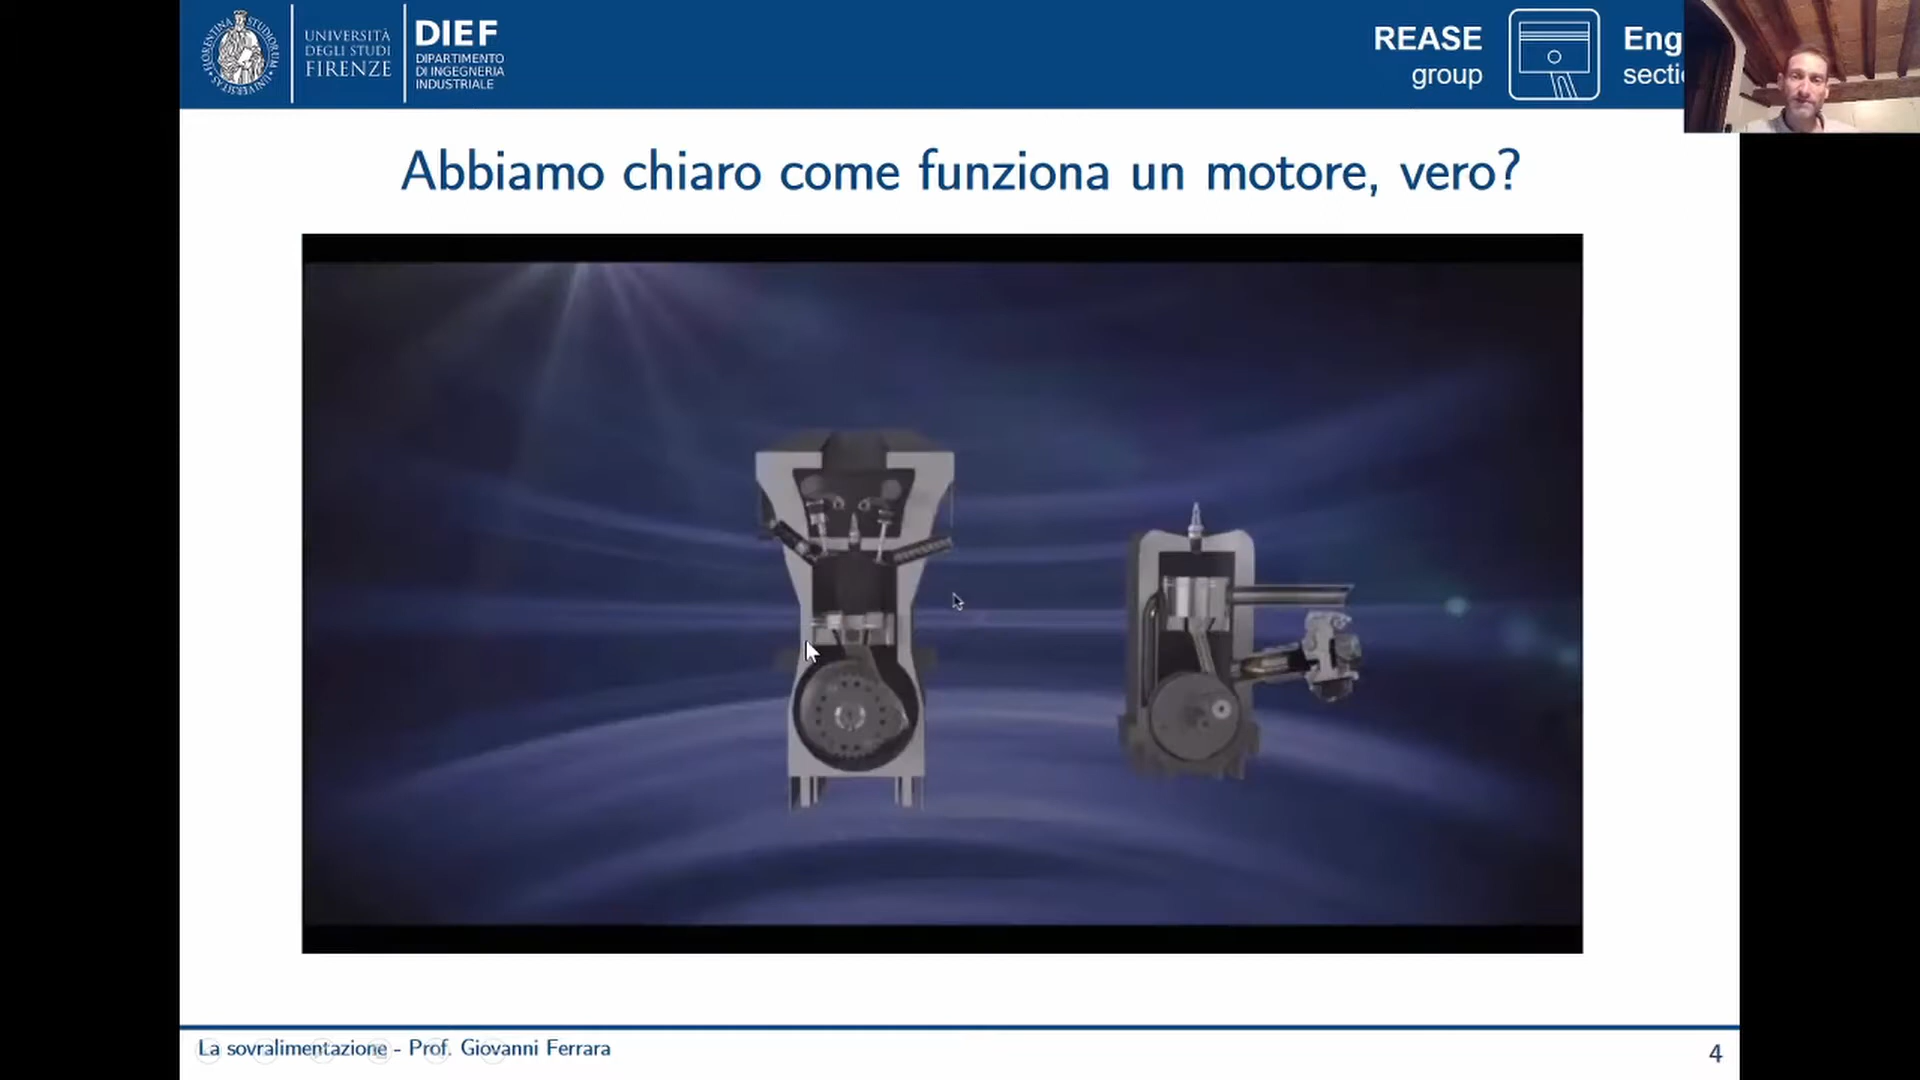 UNIVERSITÀ
DEGLI STUDI
FIRENZE
DIEF
DIPARTIMENTO
DI INGEGNERIA
INDUSTRIALE
REASE
group
Eng
secti
Abbiamo chiaro come funziona un motore, vero?
La sovralimentazione - Prof. Giovanni Ferrara
4